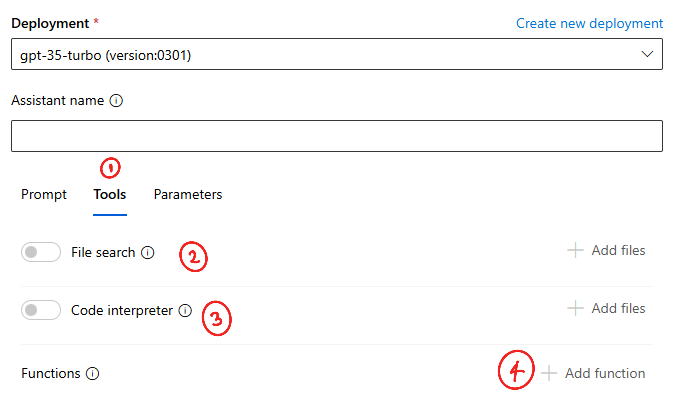 Deployment * Create new deployment
gpt-35-turbo (version:0301)
Assistant name
1
Prompt Tools Parameters
File search 2 + Add files
Code interpreter 3 + Add files
Functions 4 + Add function